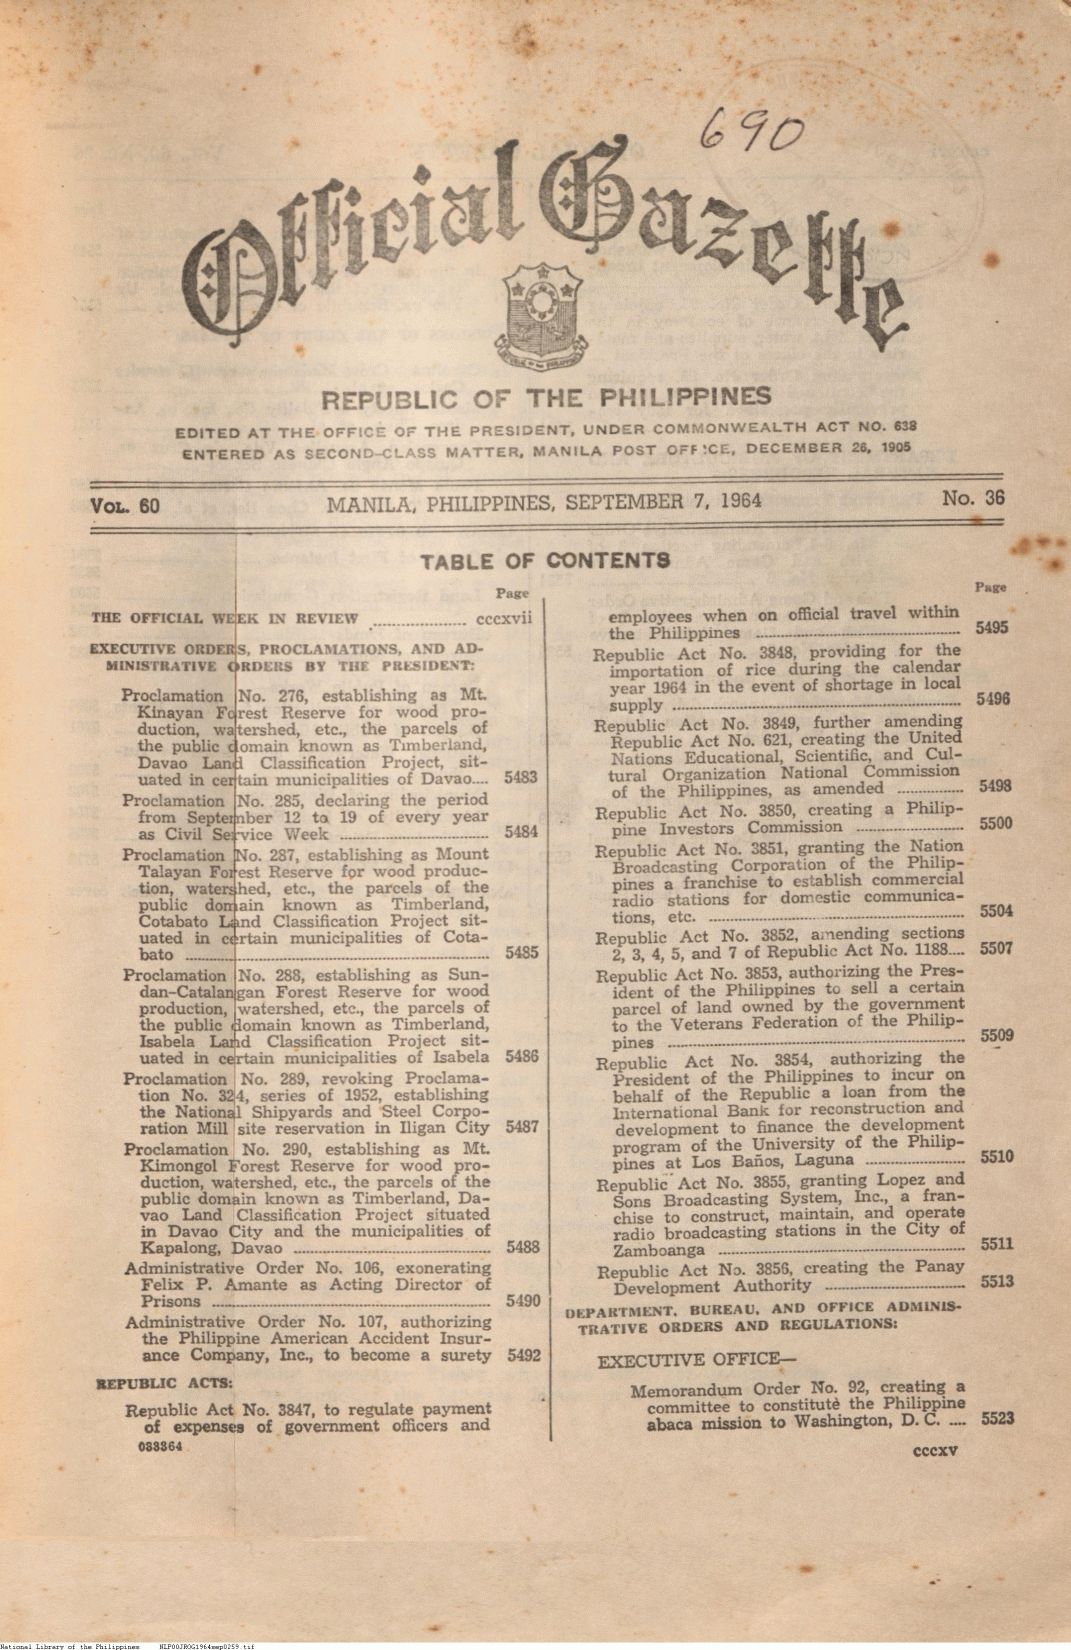 690
Official Gazette
REPUBLIC OF THE PHILIPPINES
EDITED AT THE OFFICE OF THE PRESIDENT, UNDER COMMONWEALTH ACT NO. 638
ENTERED AS SECOND-CLASS MATTER, MANILA POST OFFICE, DECEMBER 26, 1905
VOL. 60 MANILA, PHILIPPINES, SEPTEMBER 7, 1964 No. 36
TABLE OF CONTENTS
Page
THE OFFICIAL WEEK IN REVIEW .................... cccxvii
EXECUTIVE ORDERS, PROCLAMATIONS, AND AD-
MINISTRATIVE ORDERS BY THE PRESIDENT:
Proclamation No. 276, establishing as Mt.
Kinayan Forest Reserve for wood pro-
duction, watershed, etc., the parcels of
the public domain known as Timberland,
Davao Land Classification Project, sit-
uated in certain municipalities of Davao.... 5483
Proclamation No. 285, declaring the period
from September 12 to 19 of every year
as Civil Service Week .................... 5484
Proclamation No. 287, establishing as Mount
Talayan Forest Reserve for wood produc-
tion, watershed, etc., the parcels of the
public domain known as Timberland,
Cotabato Land Classification Project sit-
uated in certain municipalities of Cota-
bato .................... 5485
Proclamation No. 288, establishing as Sun-
dan-Catalangan Forest Reserve for wood
production, watershed, etc., the parcels of
the public domain known as Timberland,
Isabela Land Classification Project sit-
uated in certain municipalities of Isabela 5486
Proclamation No. 289, revoking Proclama-
tion No. 324, series of 1952, establishing
the National Shipyards and Steel Corpo-
ration Mill site reservation in Iligan City 5487
Proclamation No. 290, establishing as Mt.
Kimongol Forest Reserve for wood pro-
duction, watershed, etc., the parcels of the
public domain known as Timberland, Da-
vao Land Classification Project situated
in Davao City and the municipalities of
Kapalong, Davao .................... 5488
Administrative Order No. 106, exonerating
Felix P. Amante as Acting Director of
Prisons .................... 5490
Administrative Order No. 107, authorizing
the Philippine American Accident Insur-
ance Company, Inc., to become a surety 5492
REPUBLIC ACTS:
Republic Act No. 3847, to regulate payment
of expenses of government officers and
088364
Page
employees when on official travel within
the Philippines .................... 5495
Republic Act No. 3848, providing for the
importation of rice during the calendar
year 1964 in the event of shortage in local
supply .................... 5496
Republic Act No. 3849, further amending
Republic Act No. 621, creating the United
Nations Educational, Scientific, and Cul-
tural Organization National Commission
of the Philippines, as amended .................... 5498
Republic Act No. 3850, creating a Philip-
pine Investors Commission .................... 5500
Republic Act No. 3851, granting the Nation
Broadcasting Corporation of the Philip-
pines a franchise to establish commercial
radio stations for domestic communica-
tions, etc. .................... 5504
Republic Act No. 3852, amending sections
2, 3, 4, 5, and 7 of Republic Act No. 1188.... 5507
Republic Act No. 3853, authorizing the Pres-
ident of the Philippines to sell a certain
parcel of land owned by the government
to the Veterans Federation of the Philip-
pines .................... 5509
Republic Act No. 3854, authorizing the
President of the Philippines to incur on
behalf of the Republic a loan from the
International Bank for reconstruction and
development to finance the development
program of the University of the Philip-
pines at Los Baños, Laguna .................... 5510
Republic Act No. 3855, granting Lopez and
Sons Broadcasting System, Inc., a fran-
chise to construct, maintain, and operate
radio broadcasting stations in the City of
Zamboanga .................... 5511
Republic Act No. 3856, creating the Panay
Development Authority .................... 5513
DEPARTMENT, BUREAU, AND OFFICE ADMINIS-
TRATIVE ORDERS AND REGULATIONS:
EXECUTIVE OFFICE—
Memorandum Order No. 92, creating a
committee to constitute the Philippine
abaca mission to Washington, D. C. .... 5523
cccxv
National Library of the Philippines NLP00JROG1964sep0259.tif